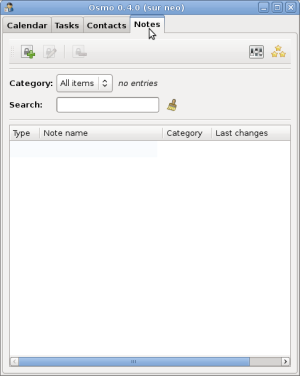 Osmo 0.4.0 (sur neo)
Calendar Tasks Contacts Notes
Category: All items no entries
Search:
Type Note name Category Last changes